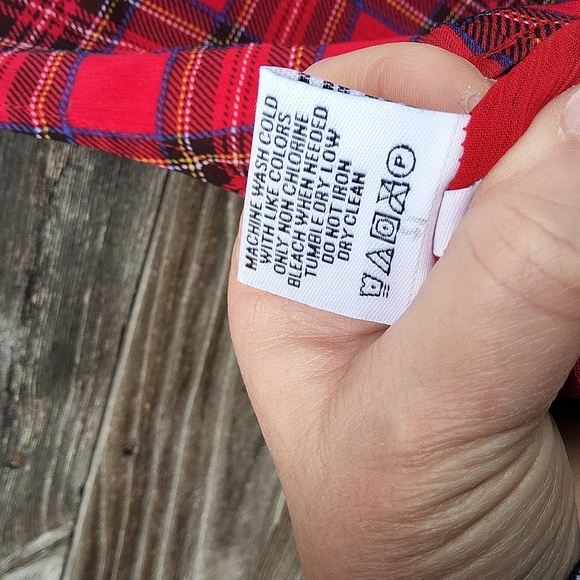 MACHINE WASH COLD
WITH LIKE COLORS
ONLY NON CHLORINE
BLEACH WHEN NEEDED
TUMBLE DRY LOW
DO NOT IRON
DRY CLEAN
P